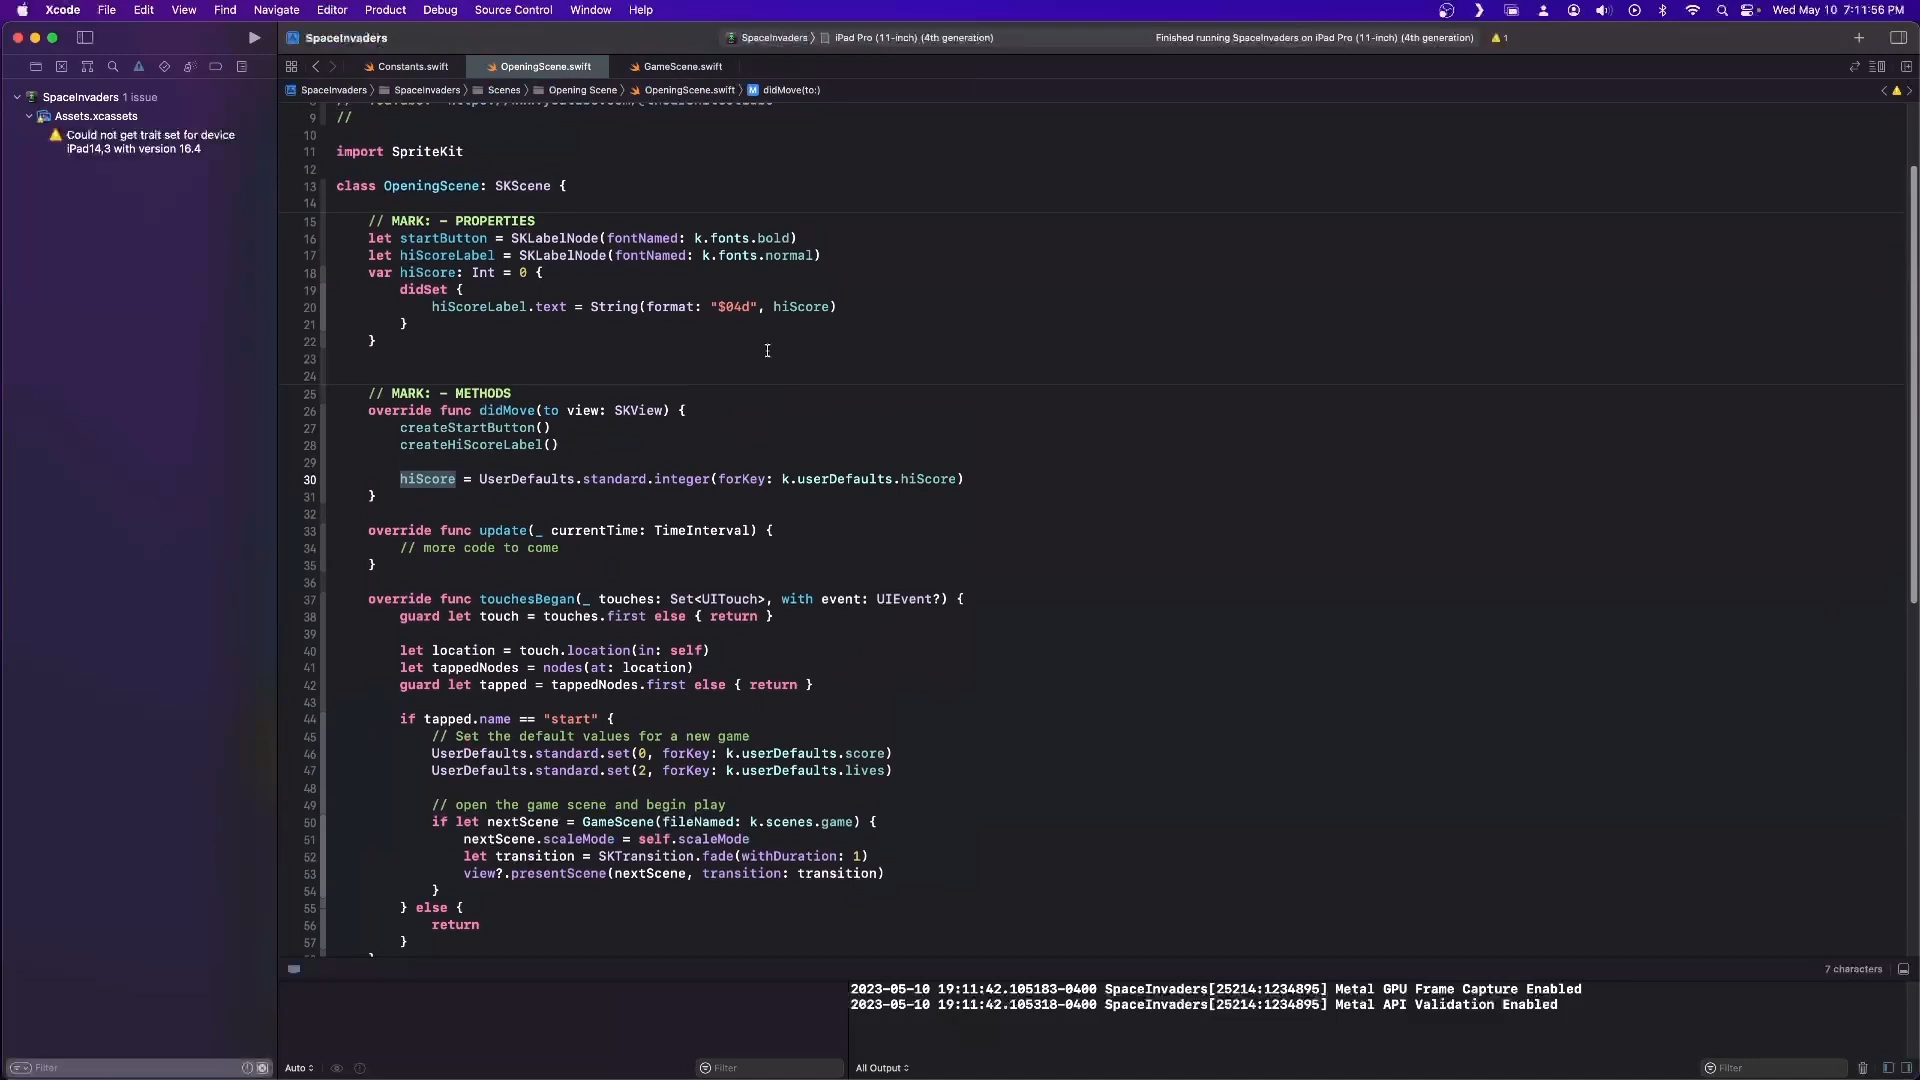 Xcode File Edit View Find Navigate Editor Product Debug Source Control Window Help Wed May 10 7:11:56 PM
SpaceInvaders SpaceInvaders iPad Pro (11-inch) (4th generation) Finished running SpaceInvaders on iPad Pro (11-inch) (4th generation) 1
Constants.swift OpeningScene.swift GameScene.swift
SpaceInvaders SpaceInvaders Scenes Opening Scene OpeningScene.swift M didMove(to:)
SpaceInvaders 1 issue
Assets.xcassets
Could not get trait set for device
iPad14,3 with version 16.4
9 //
10
11 import SpriteKit
12
13 class OpeningScene: SKScene {
14
15 // MARK: - PROPERTIES
16 let startButton = SKLabelNode(fontNamed: k.fonts.bold)
17 let hiScoreLabel = SKLabelNode(fontNamed: k.fonts.normal)
18 var hiScore: Int = 0 {
19 didSet {
20 hiScoreLabel.text = String(format: "$04d", hiScore)
21 }
22 }
23
24
25 // MARK: - METHODS
26 override func didMove(to view: SKView) {
27 createStartButton()
28 createHiScoreLabel()
29
30 hiScore = UserDefaults.standard.integer(forKey: k.userDefaults.hiScore)
31 }
32
33 override func update(_ currentTime: TimeInterval) {
34 // more code to come
35 }
36
37 override func touchesBegan(_ touches: Set<UITouch>, with event: UIEvent?) {
38 guard let touch = touches.first else { return }
39
40 let location = touch.location(in: self)
41 let tappedNodes = nodes(at: location)
42 guard let tapped = tappedNodes.first else { return }
43
44 if tapped.name == "start" {
45 // Set the default values for a new game
46 UserDefaults.standard.set(0, forKey: k.userDefaults.score)
47 UserDefaults.standard.set(2, forKey: k.userDefaults.lives)
48
49 // open the game scene and begin play
50 if let nextScene = GameScene(fileNamed: k.scenes.game) {
51 nextScene.scaleMode = self.scaleMode
52 let transition = SKTransition.fade(withDuration: 1)
53 view?.presentScene(nextScene, transition: transition)
54 }
55 } else {
56 return
57 }
7 characters
2023-05-10 19:11:42.105183-0400 SpaceInvaders[25214:1234895] Metal GPU Frame Capture Enabled
2023-05-10 19:11:42.105318-0400 SpaceInvaders[25214:1234895] Metal API Validation Enabled
Filter Auto Filter All Output Filter